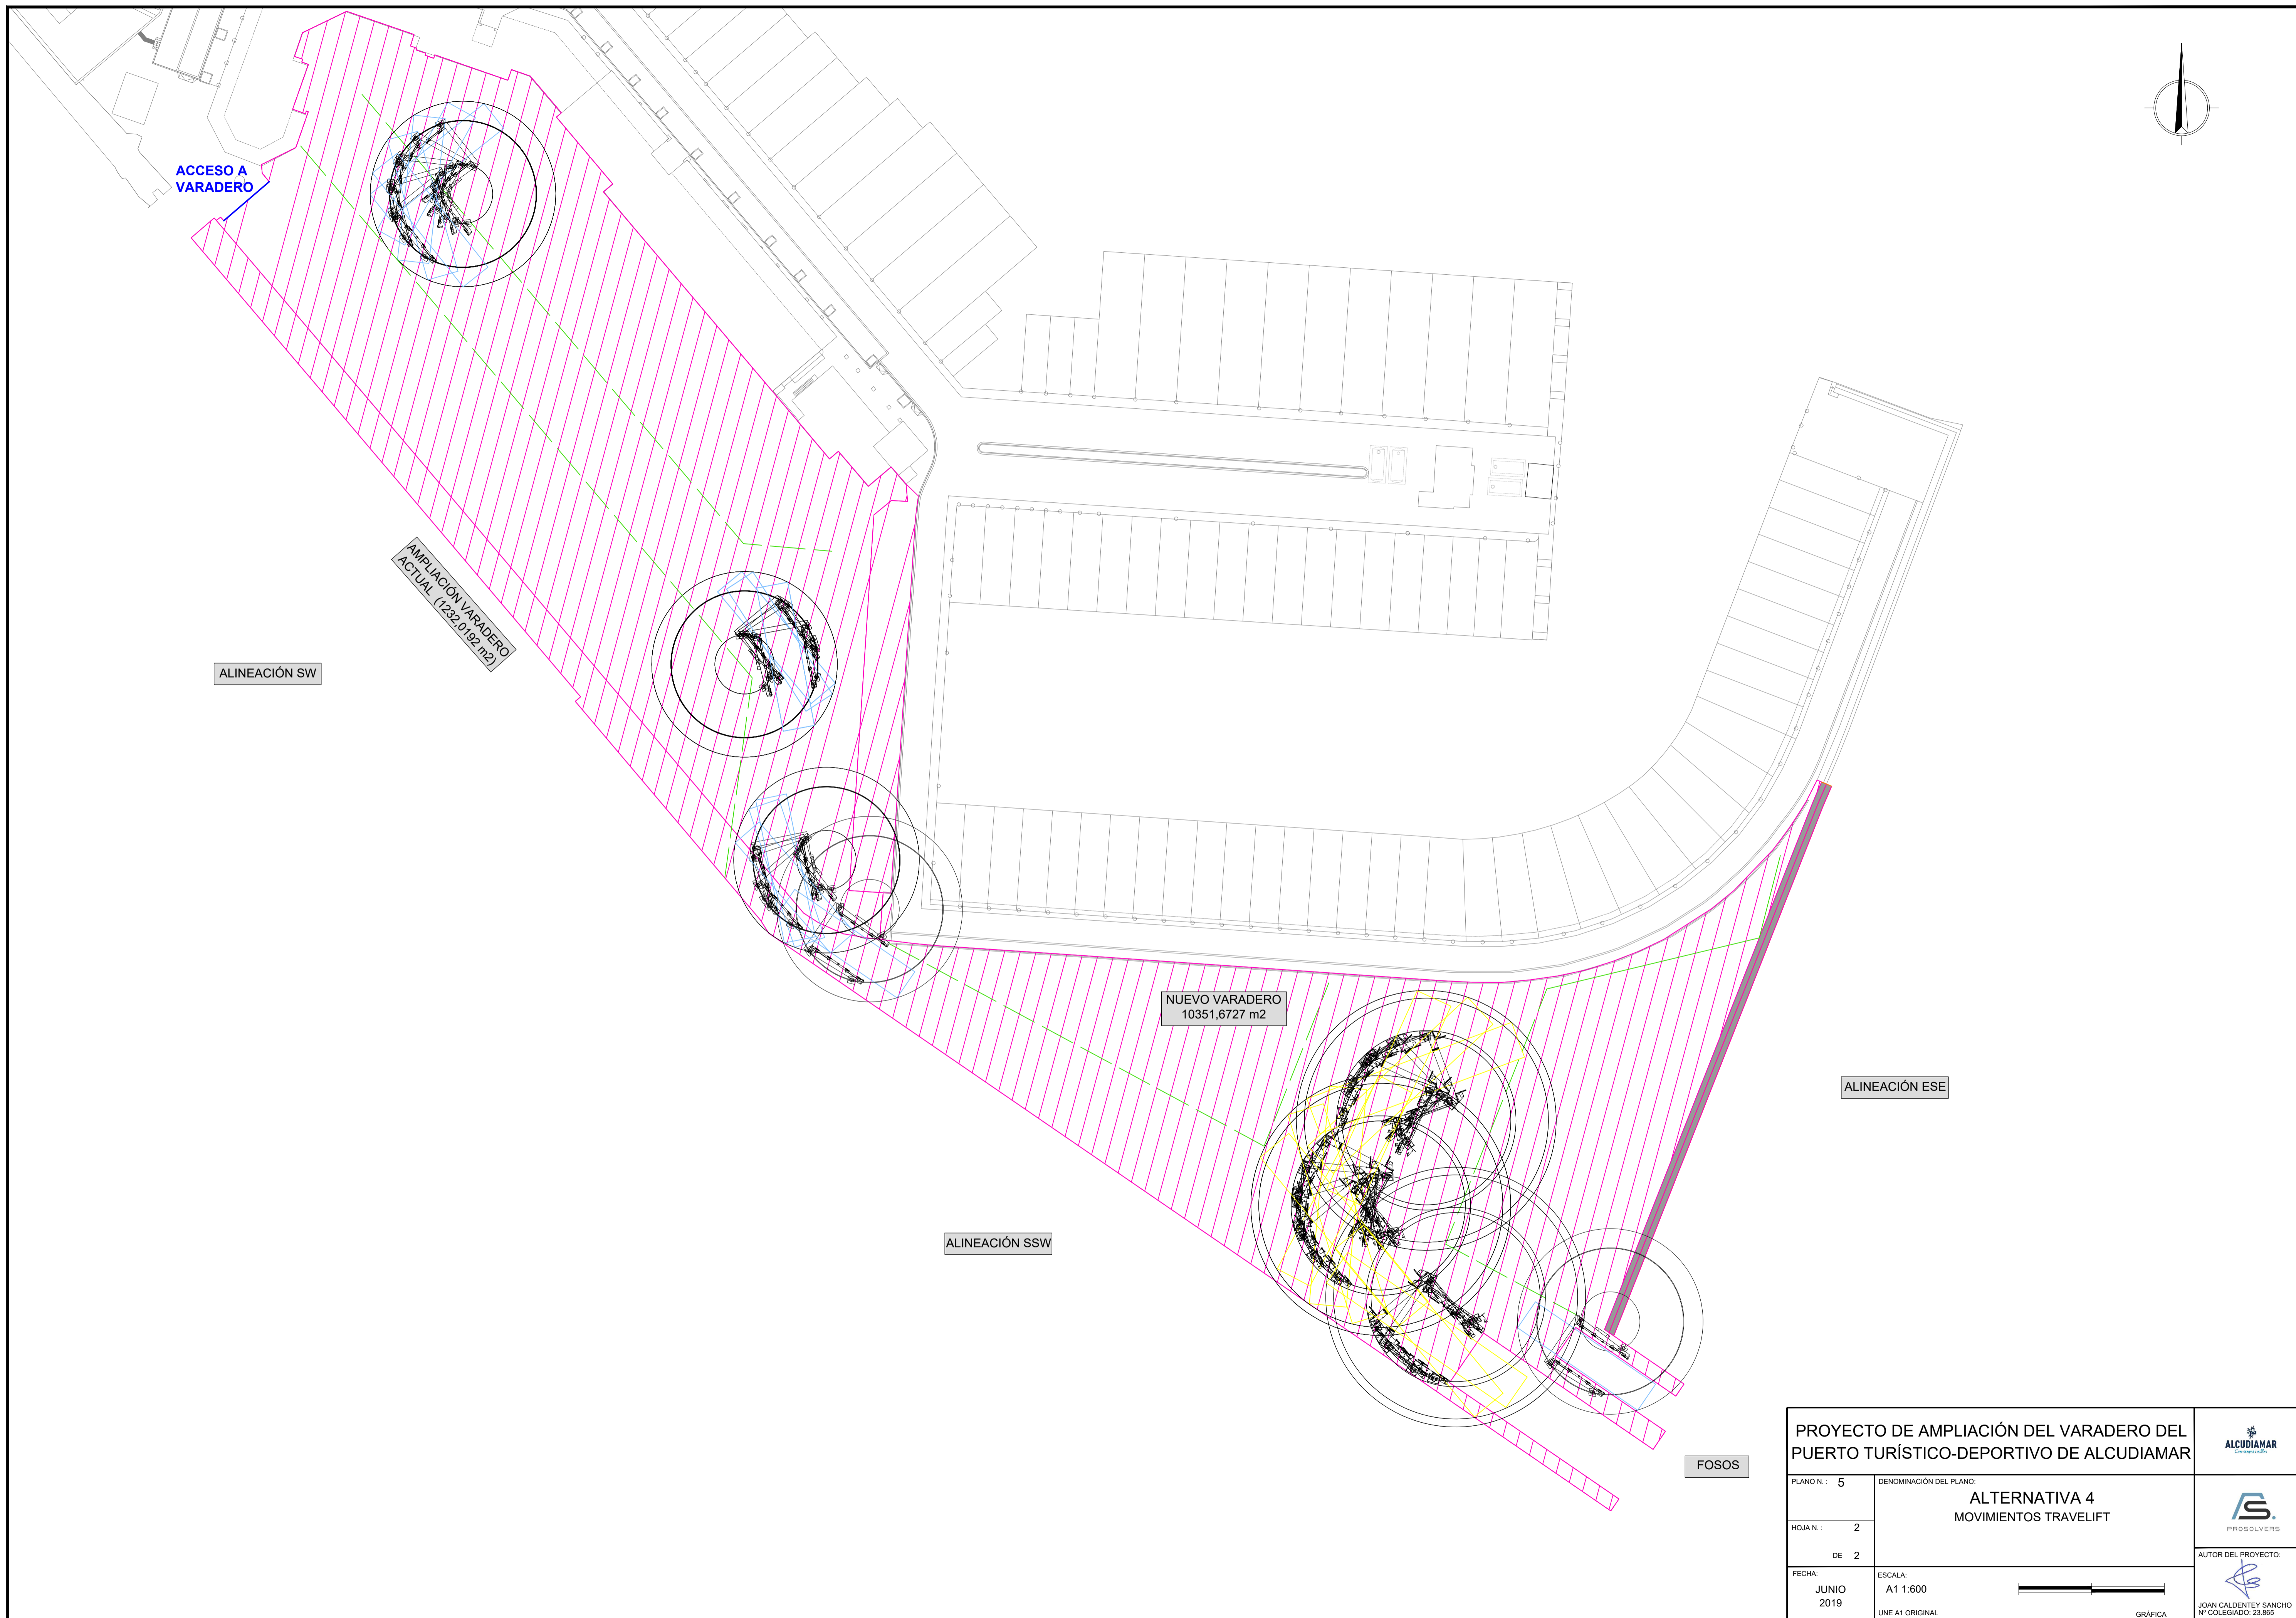 ACCESO A
VARADERO
AMPLIACIÓN VARADERO
ACTUAL (1232,0192 m2)
ALINEACIÓN SW
NUEVO VARADERO
10351,6727 m2
ALINEACIÓN ESE
ALINEACIÓN SSW
FOSOS
PROYECTO DE AMPLIACIÓN DEL VARADERO DEL
PUERTO TURÍSTICO-DEPORTIVO DE ALCUDIAMAR
ALCUDIAMAR
PLANO N. : 5
DENOMINACIÓN DEL PLANO:
ALTERNATIVA 4
MOVIMIENTOS TRAVELIFT
PROSOLVERS
HOJA N. : 2
DE 2
AUTOR DEL PROYECTO:
FECHA:
JUNIO
2019
ESCALA:
A1 1:600
UNE A1 ORIGINAL
GRÁFICA
JOAN CALDENTEY SANCHO
Nº COLEGIADO: 23.865